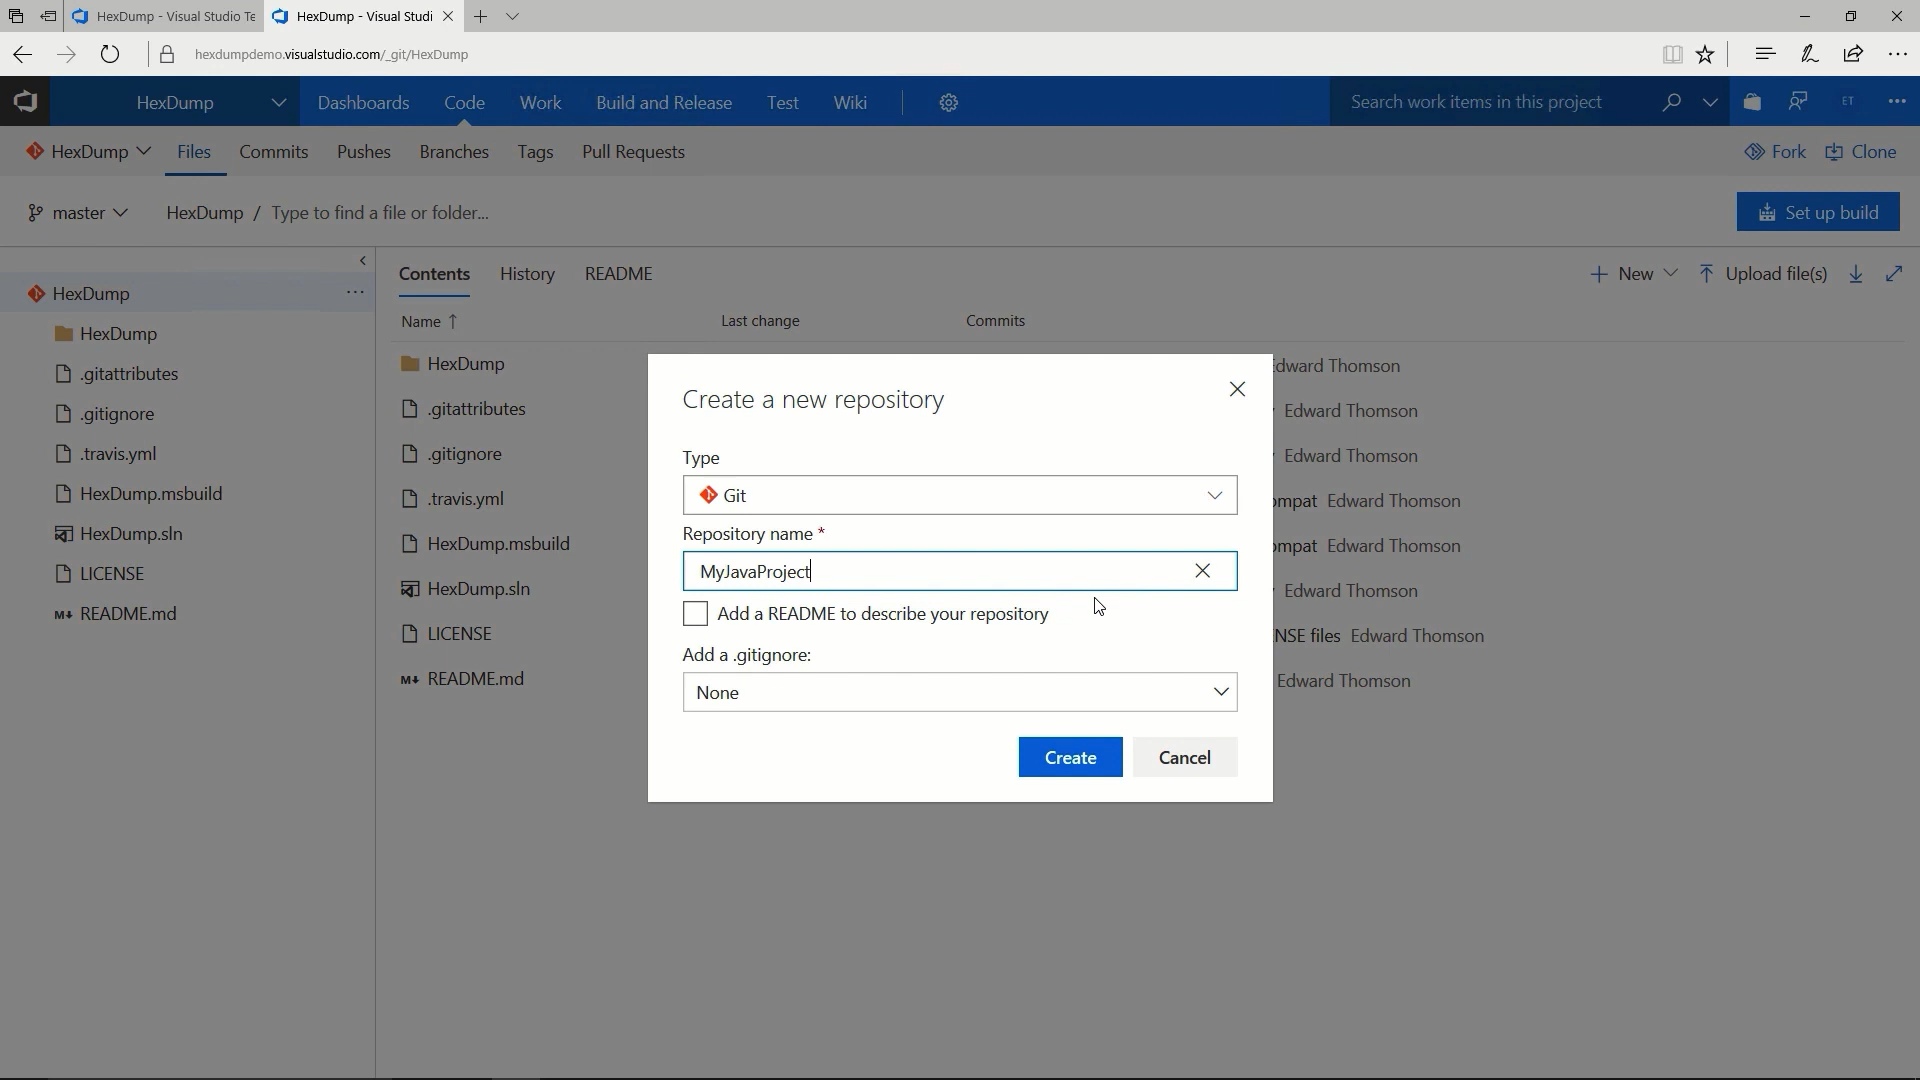 HexDump - Visual Studio Te
HexDump - Visual Studi
hexdumpdemo.visualstudio.com/_git/HexDump
HexDump
Dashboards
Code
Work
Build and Release
Test
Wiki
Search work items in this project
ET
HexDump
Files
Commits
Pushes
Branches
Tags
Pull Requests
Fork
Clone
master
HexDump / Type to find a file or folder...
Set up build
HexDump
HexDump
.gitattributes
.gitignore
.travis.yml
HexDump.msbuild
HexDump.sln
LICENSE
README.md
Contents
History
README
New
Upload file(s)
Name
Last change
Commits
HexDump
.gitattributes
.gitignore
.travis.yml
HexDump.msbuild
HexDump.sln
LICENSE
README.md
Edward Thomson
Edward Thomson
Edward Thomson
ompat Edward Thomson
ompat Edward Thomson
Edward Thomson
NSE files Edward Thomson
Edward Thomson
Create a new repository
Type
Git
Repository name *
MyJavaProject
Add a README to describe your repository
Add a .gitignore:
None
Create
Cancel